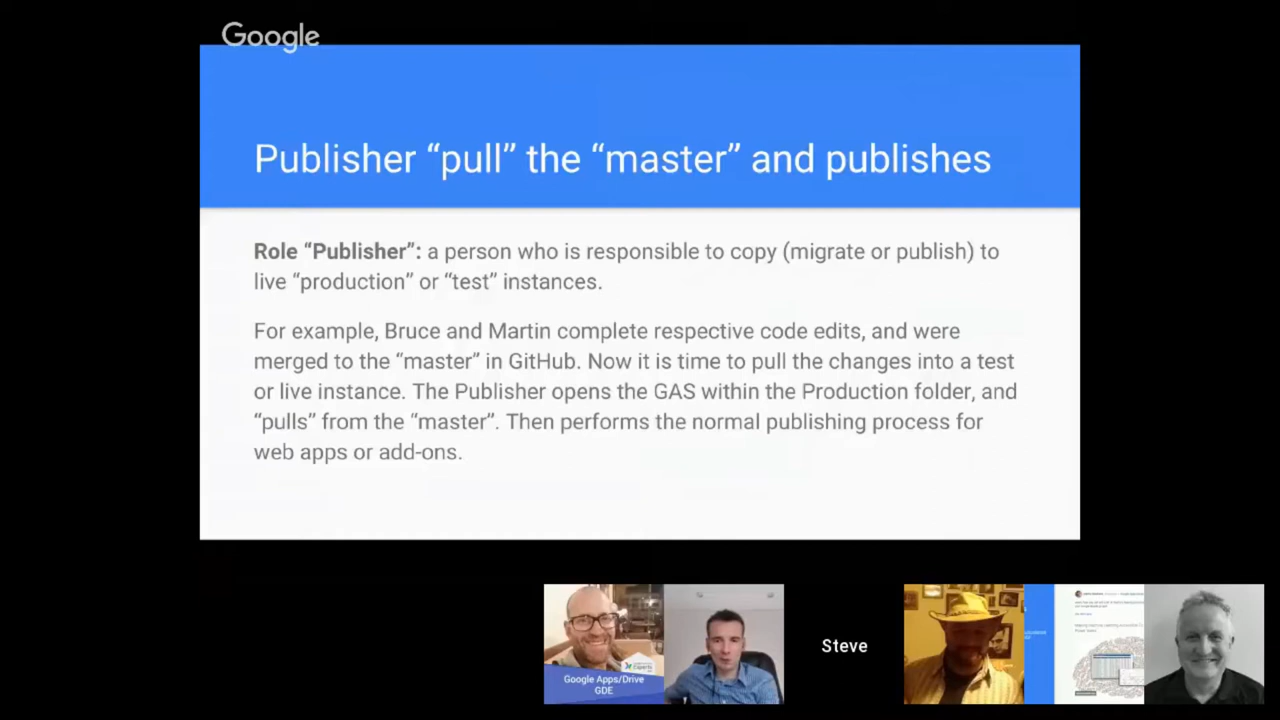 Google
Publisher “pull” the “master” and publishes
Role “Publisher”: a person who is responsible to copy (migrate or publish) to
live “production” or “test” instances.
For example, Bruce and Martin complete respective code edits, and were
merged to the “master” in GitHub. Now it is time to pull the changes into a test
or live instance. The Publisher opens the GAS within the Production folder, and
“pulls” from the “master”. Then performs the normal publishing process for
web apps or add-ons.
Experts
Google Apps/Drive
GDE
Steve